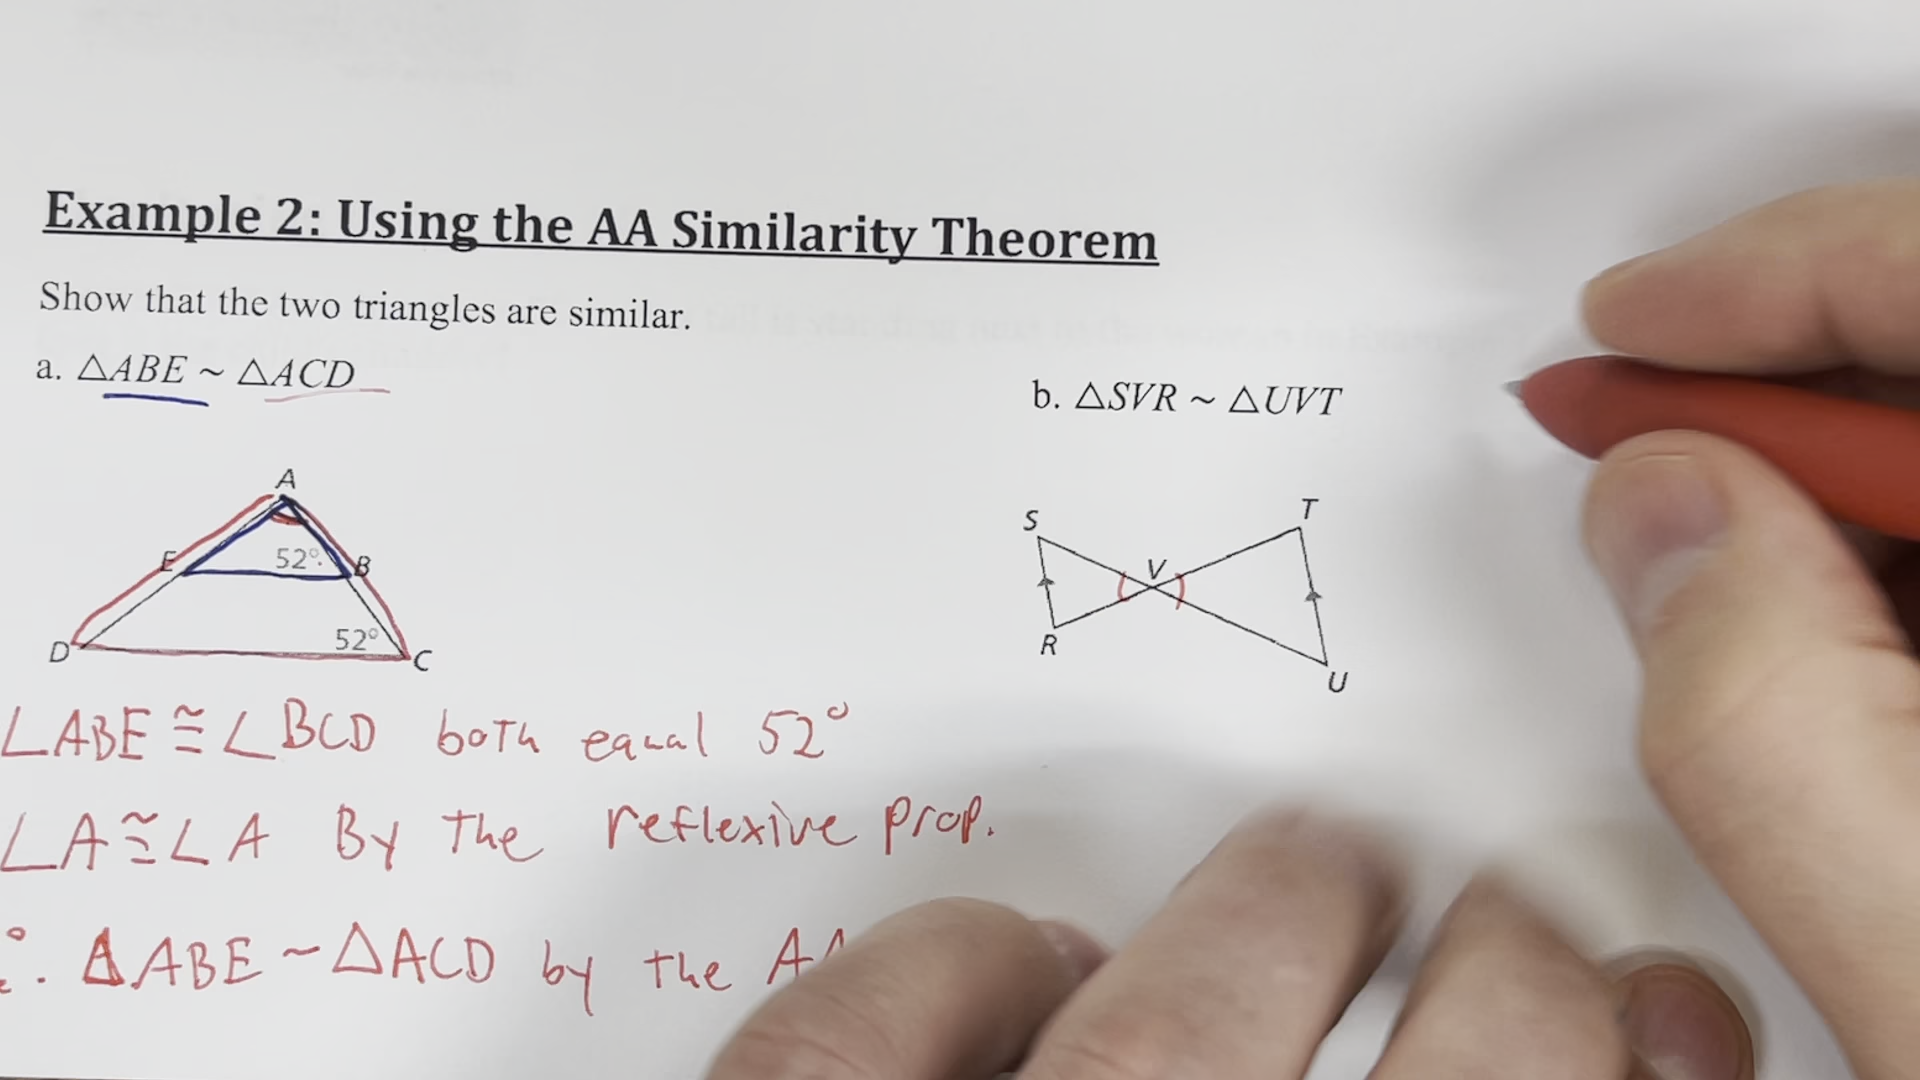 Example 2: Using the AA Similarity Theorem
Show that the two triangles are similar.
a. △ABE ~ △ACD
b. △SVR ~ △UVT
A
E
52°
B
D
52°
C
S
T
V
R
U
∠ABE ≅ ∠BCD both equal 52°
∠A ≅ ∠A By the reflexive prop.
∴ △ABE ~ △ACD by the AA